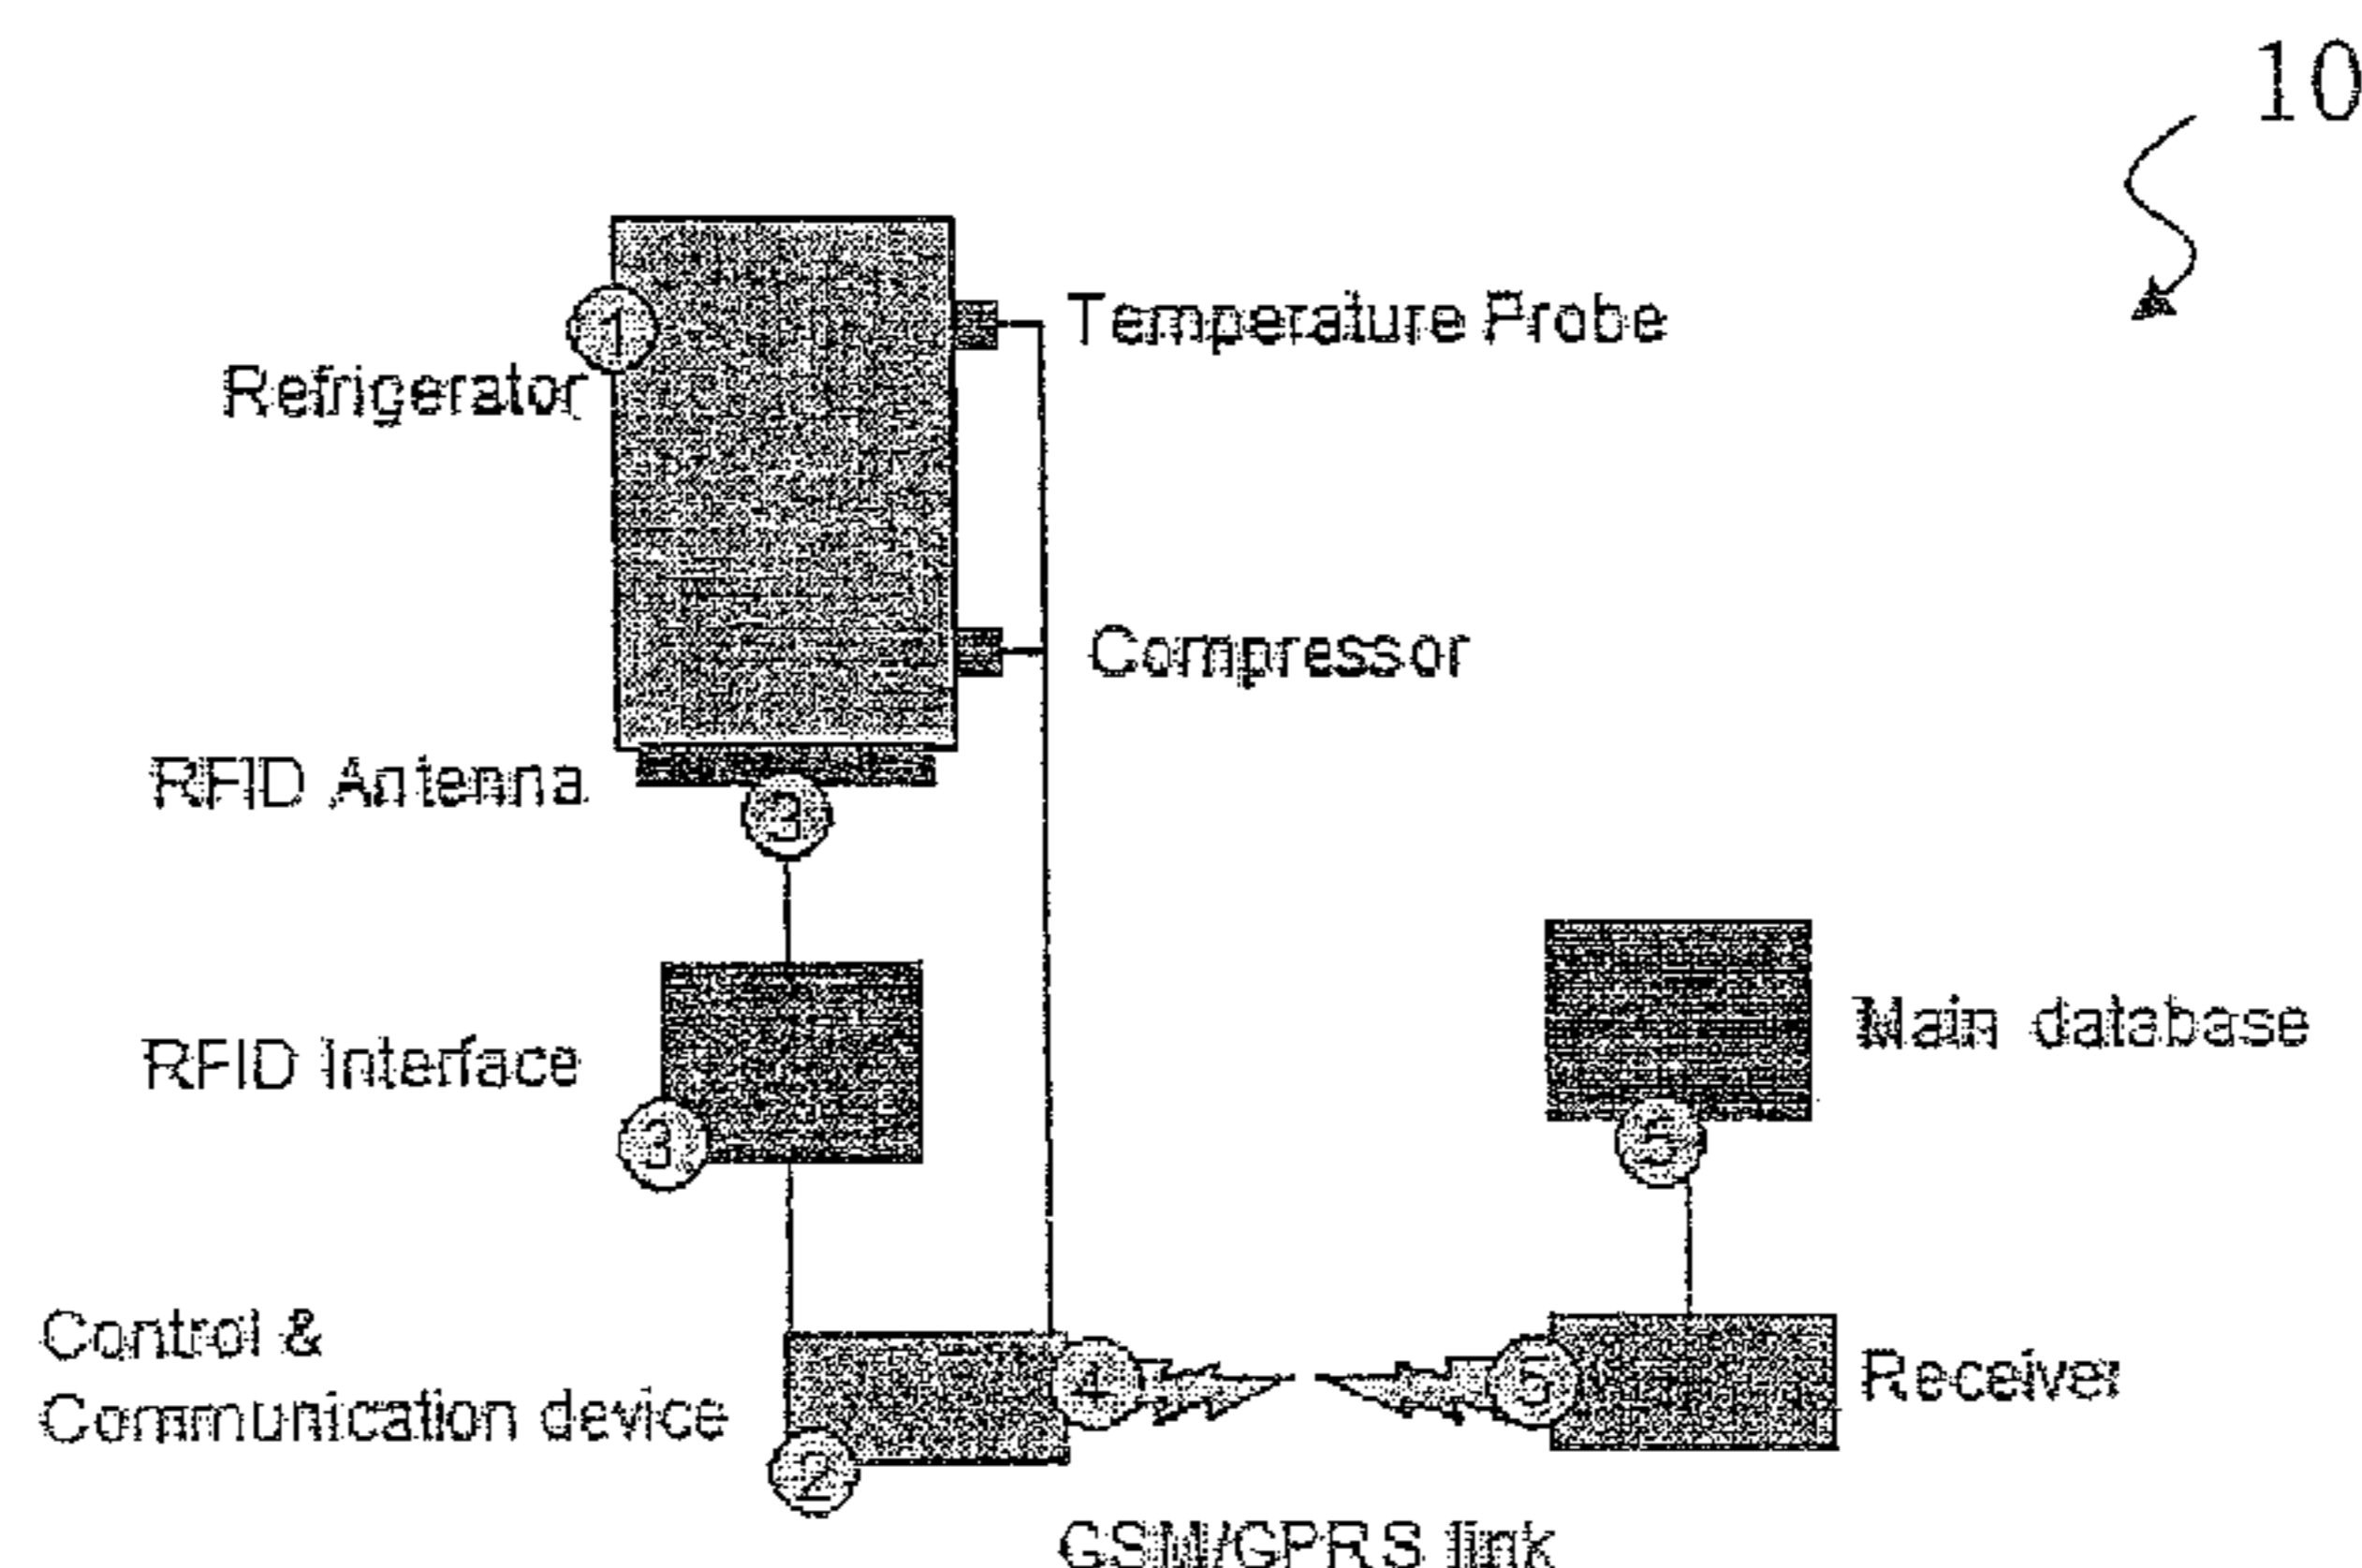 10
1
Temperature Probe
Refrigerator
Compressor
RFID Antenna
3
RFID Interface
3
Main database
5
Control &
Communication device
2
4
5
Receiver
GSM/GPRS link